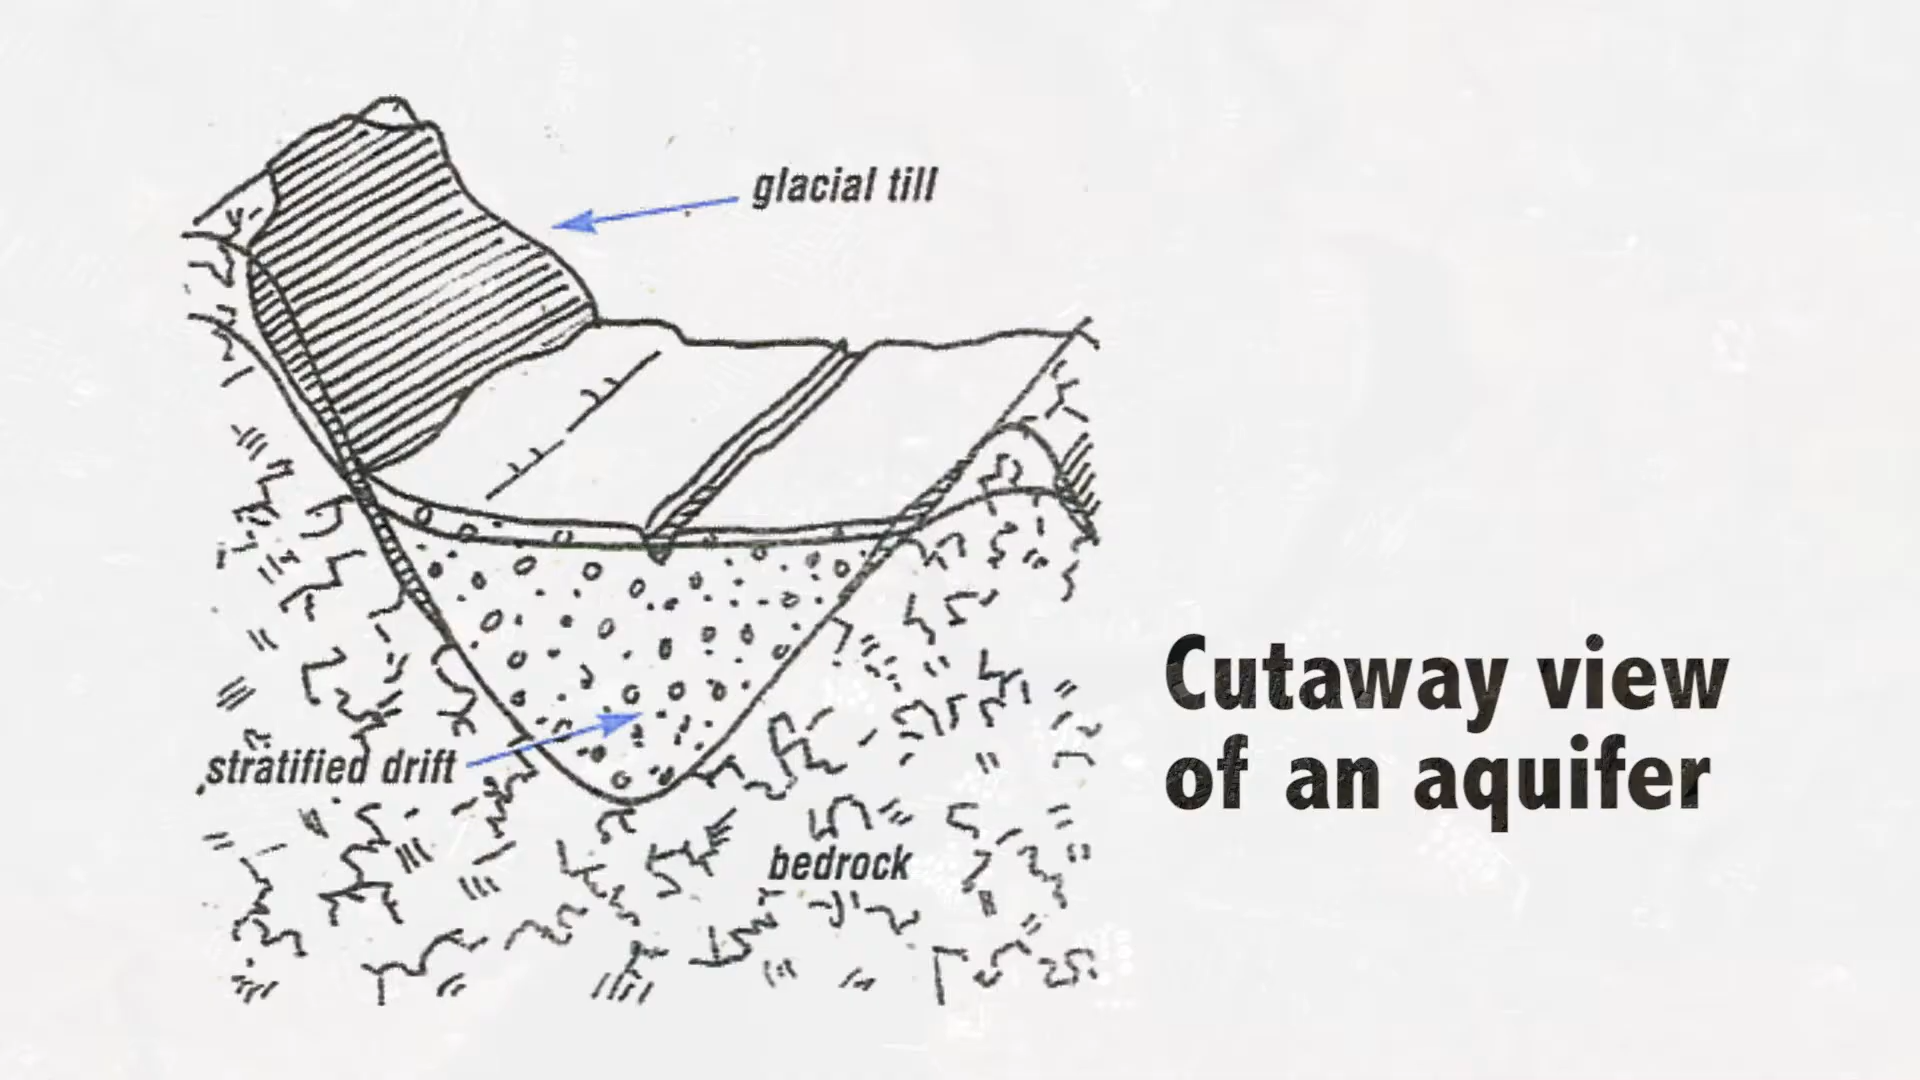 glacial till
stratified drift
bedrock
Cutaway view
of an aquifer